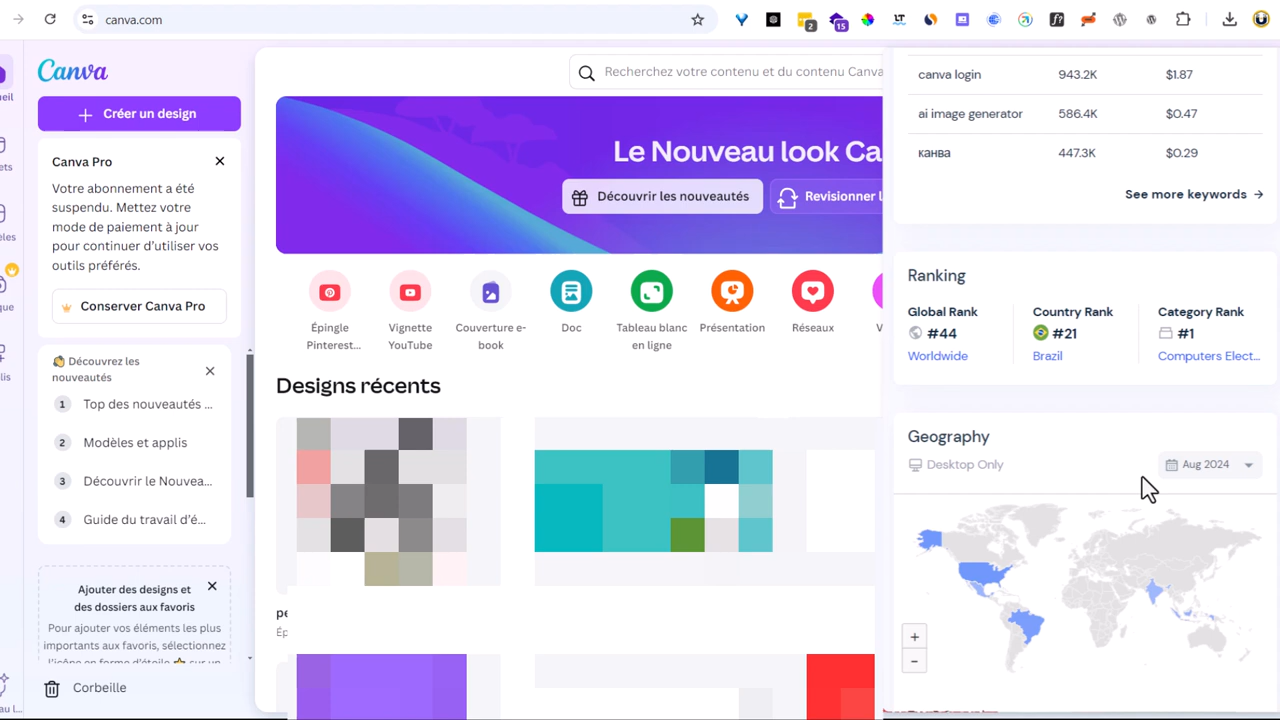 canva.com
2
15
Canva
Créer un design
Canva Pro
Votre abonnement a été
suspendu. Mettez votre
mode de paiement à jour
pour continuer d'utiliser vos
outils préférés.
Conserver Canva Pro
Découvrez les
nouveautés
1 Top des nouveautés ...
2 Modèles et applis
3 Découvrir le Nouvea...
4 Guide du travail d'é...
Ajouter des designs et
des dossiers aux favoris
Pour ajouter vos éléments les plus
importants aux favoris, sélectionnez
l'icône en forme d'étoile
Corbeille
Recherchez votre contenu et du contenu Canva
Le Nouveau look Ca
Découvrir les nouveautés
Revisionner l
Épingle
Pinterest...
Vignette
YouTube
Couverture e-
book
Doc
Tableau blanc
en ligne
Présentation
Réseaux
Designs récents
canva login 943.2K $1.87
ai image generator 586.4K $0.47
канва 447.3K $0.29
See more keywords →
Ranking
Global Rank
#44
Worldwide
Country Rank
#21
Brazil
Category Rank
#1
Computers Elect...
Geography
Desktop Only
Aug 2024
+
−